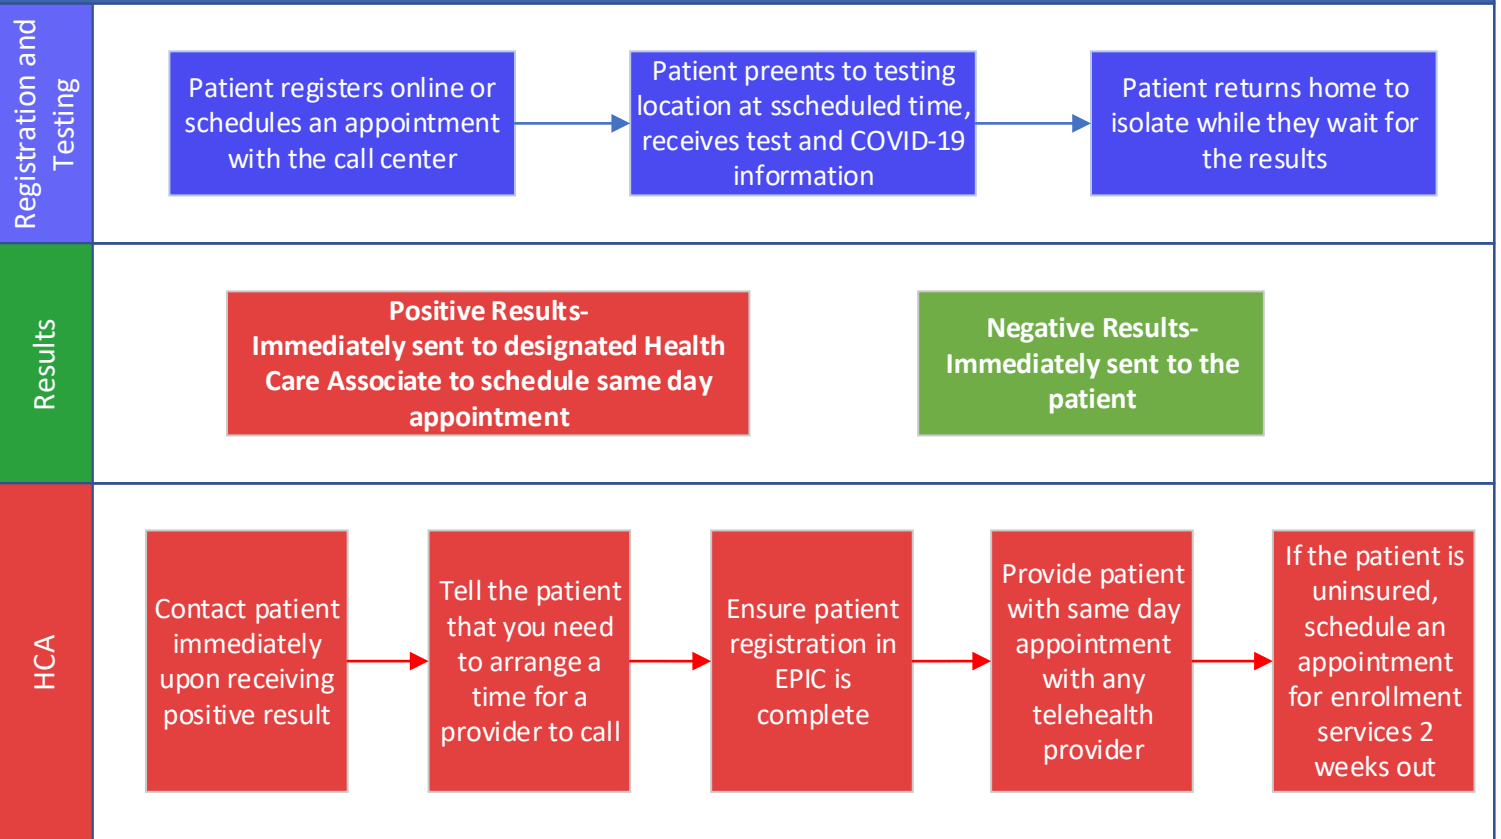 Registration and
Testing
Patient registers online or
schedules an appointment
with the call center
Patient preents to testing
location at sscheduled time,
receives test and COVID-19
information
Patient returns home to
isolate while they wait for
the results
Results
Positive Results-
Immediately sent to designated Health
Care Associate to schedule same day
appointment
Negative Results-
Immediately sent to the
patient
HCA
Contact patient
immediately
upon receiving
positive result
Tell the patient
that you need
to arrange a
time for a
provider to call
Ensure patient
registration in
EPIC is
complete
Provide patient
with same day
appointment
with any
telehealth
provider
If the patient is
uninsured,
schedule an
appointment
for enrollment
services 2
weeks out